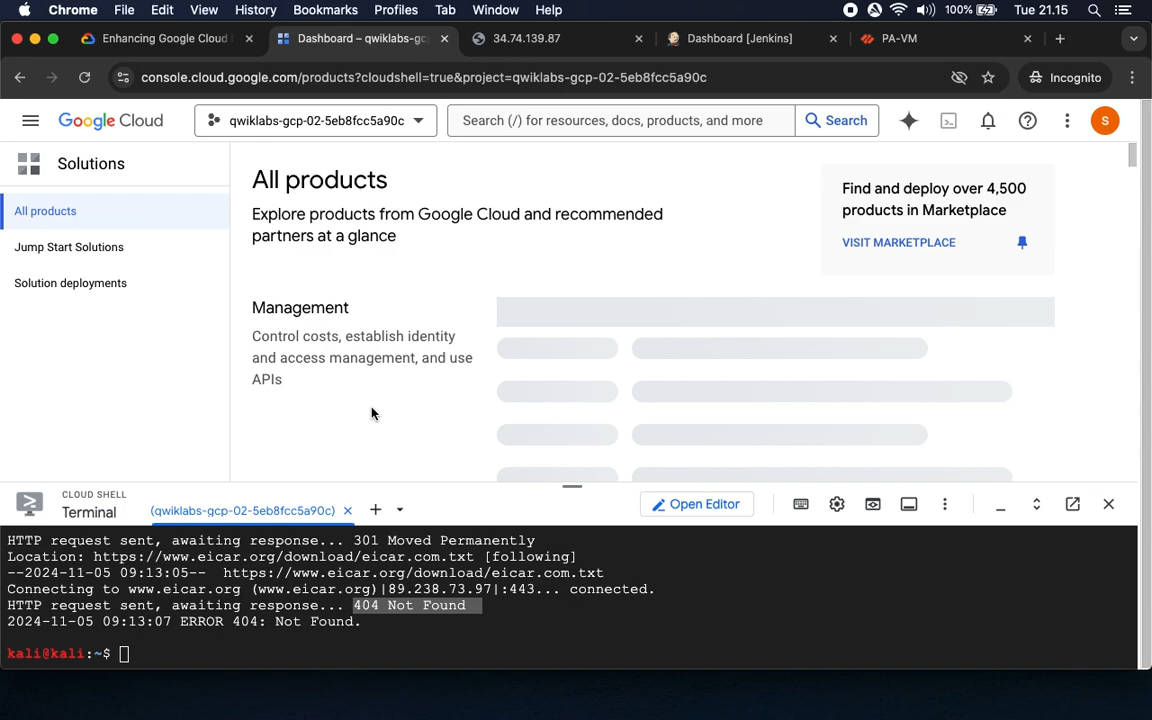 Chrome File Edit View History Bookmarks Profiles Tab Window Help 100% Tue 21.15
Enhancing Google Cloud Dashboard – qwiklabs-gc 34.74.139.87 Dashboard [Jenkins] PA-VM
console.cloud.google.com/products?cloudshell=true&project=qwiklabs-gcp-02-5eb8fcc5a90c Incognito
Google Cloud qwiklabs-gcp-02-5eb8fcc5a90c Search (/) for resources, docs, products, and more Search S
Solutions
All products
Jump Start Solutions
Solution deployments
All products
Explore products from Google Cloud and recommended
partners at a glance
Find and deploy over 4,500
products in Marketplace
VISIT MARKETPLACE
Management
Control costs, establish identity
and access management, and use
APIs
CLOUD SHELL
Terminal (qwiklabs-gcp-02-5eb8fcc5a90c) Open Editor
HTTP request sent, awaiting response... 301 Moved Permanently
Location: https://www.eicar.org/download/eicar.com.txt [following]
--2024-11-05 09:13:05-- https://www.eicar.org/download/eicar.com.txt
Connecting to www.eicar.org (www.eicar.org)|89.238.73.97|:443... connected.
HTTP request sent, awaiting response... 404 Not Found
2024-11-05 09:13:07 ERROR 404: Not Found.
kali@kali:~$